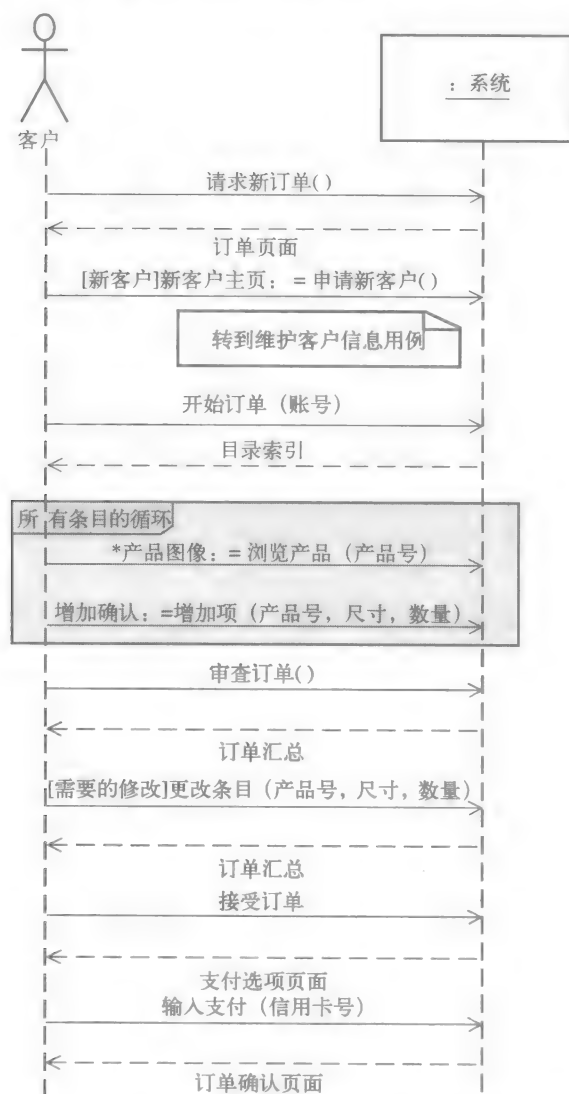 ：系统
客户
请求新订单()
订单页面
[新客户]新客户主页：=申请新客户()
转到维护客户信息用例
开始订单（账号）
目录索引
所有条目的循环
*产品图像：=浏览产品（产品号）
增加确认：=增加项（产品号，尺寸，数量）
审查订单()
订单汇总
[需要的修改]更改条目（产品号，尺寸，数量）
订单汇总
接受订单
支付选项页面
输入支付（信用卡号）
订单确认页面